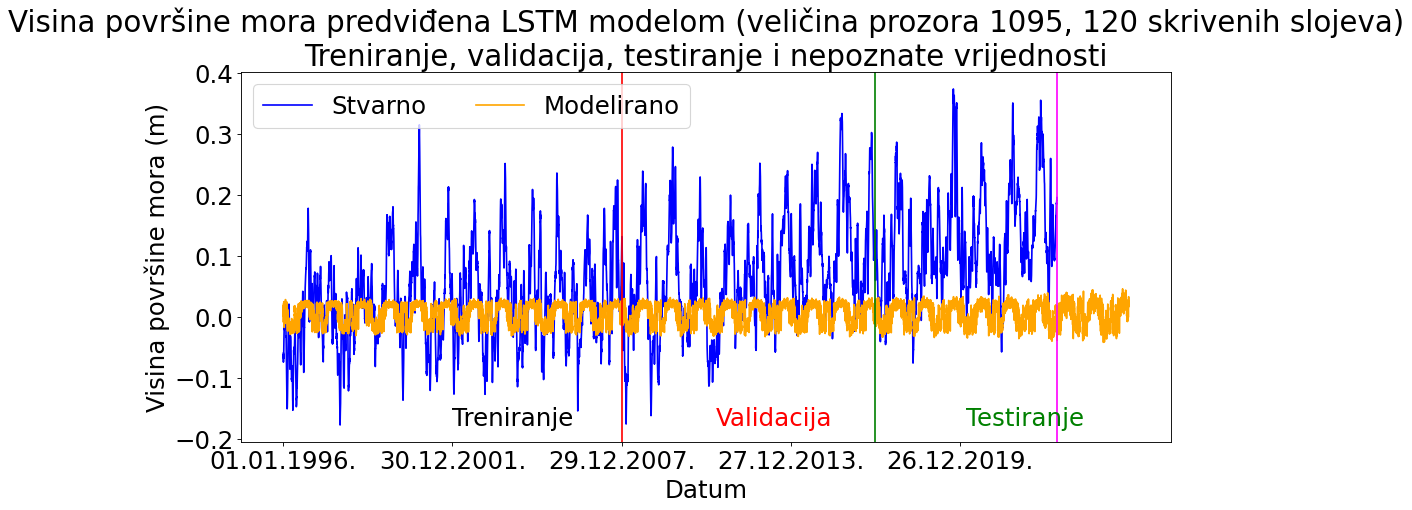 Visina površine mora predviđena LSTM modelom (veličina prozora 1095, 120 skrivenih slojeva)
Treniranje, validacija, testiranje i nepoznate vrijednosti
Stvarno
Modelirano
Visina površine mora (m)
0.4
0.3
0.2
0.1
0.0
−0.1
−0.2
Treniranje
Validacija
Testiranje
01.01.1996.
30.12.2001.
29.12.2007.
27.12.2013.
26.12.2019.
Datum